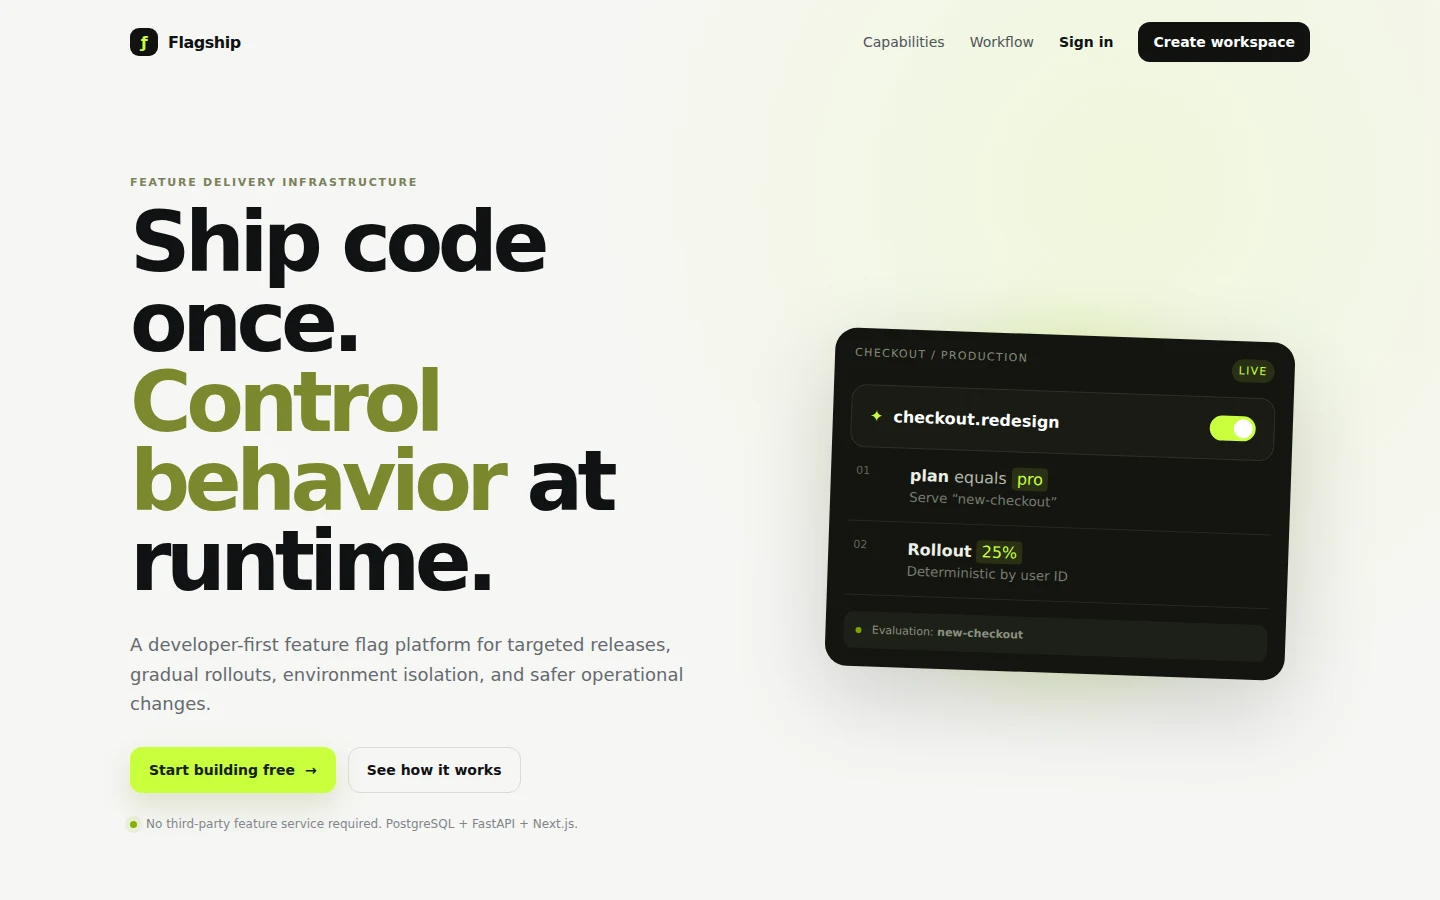 ƒ Flagship
Capabilities Workflow Sign in Create workspace
FEATURE DELIVERY INFRASTRUCTURE
Ship code
once.
Control
behavior at
runtime.
A developer-first feature flag platform for targeted releases,
gradual rollouts, environment isolation, and safer operational
changes.
Start building free →
See how it works
No third-party feature service required. PostgreSQL + FastAPI + Next.js.
CHECKOUT / PRODUCTION
LIVE
✦ checkout.redesign
01 plan equals pro
Serve “new-checkout”
02 Rollout 25%
Deterministic by user ID
Evaluation: new-checkout